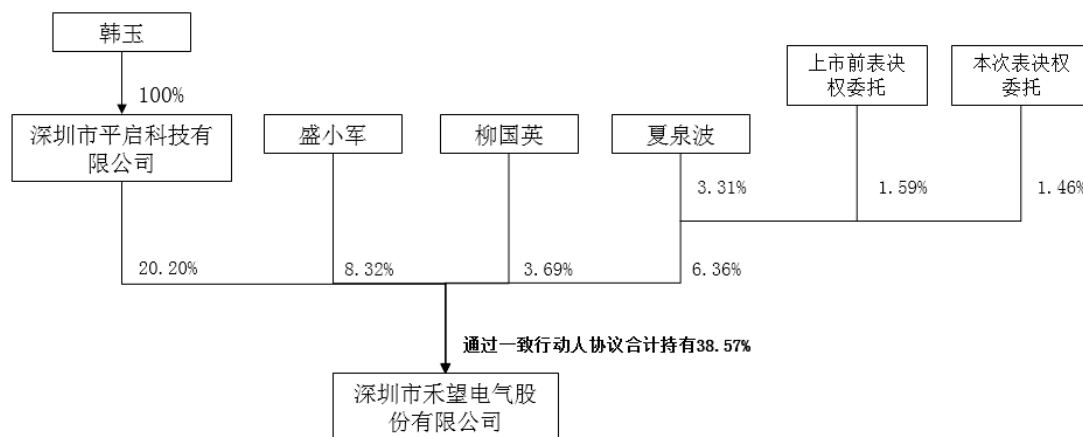 韩玉
100%
深圳市平启科技有
限公司
盛小军
柳国英
夏泉波
上市前表决
权委托
本次表决权
委托
3.31%
1.59%
1.46%
20.20%
8.32%
3.69%
6.36%
通过一致行动人协议合计持有38.57%
深圳市禾望电气股
份有限公司